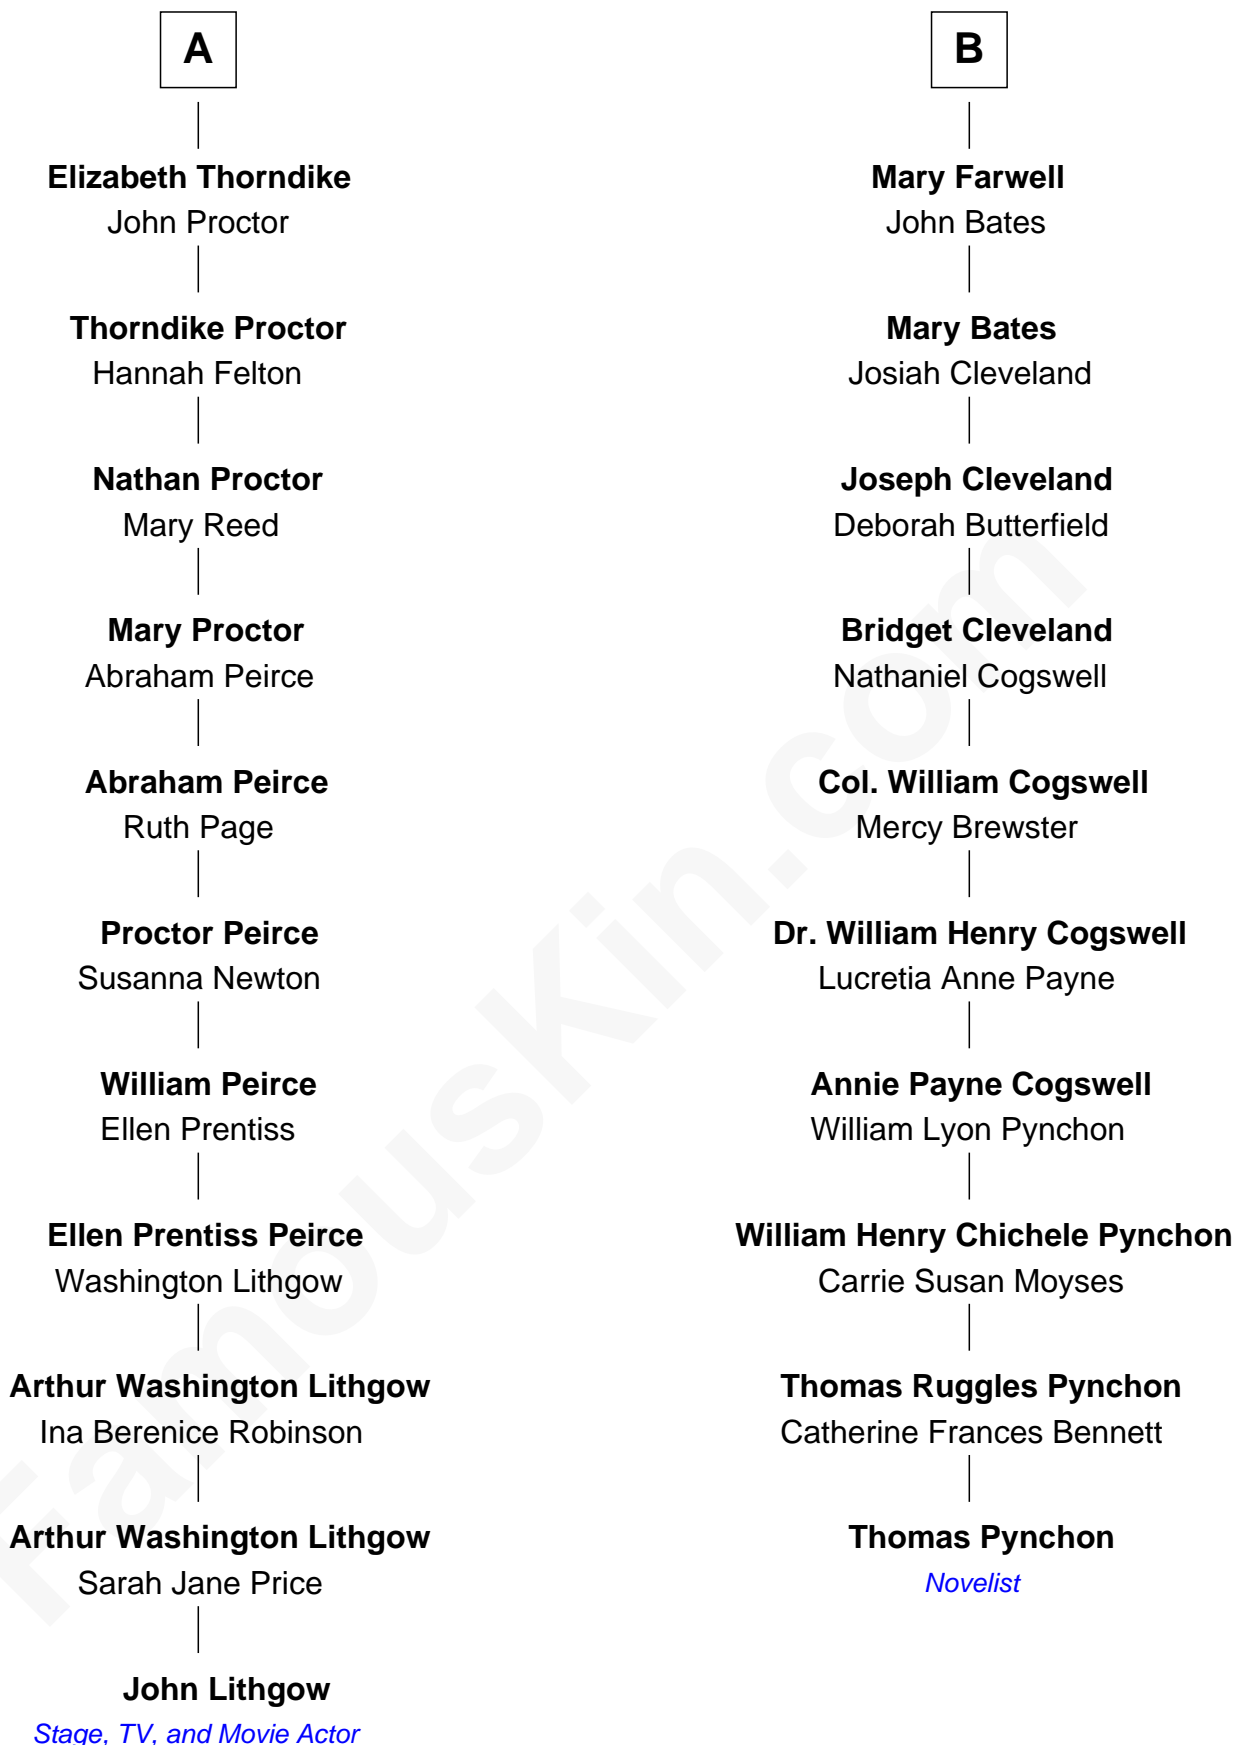 A
Elizabeth Thorndike
John Proctor
Thorndike Proctor
Hannah Felton
Nathan Proctor
Mary Reed
Mary Proctor
Abraham Peirce
Abraham Peirce
Ruth Page
Proctor Peirce
Susanna Newton
William Peirce
Ellen Prentiss
Ellen Prentiss Peirce
Washington Lithgow
Arthur Washington Lithgow
Ina Berenice Robinson
Arthur Washington Lithgow
Sarah Jane Price
John Lithgow
Stage, TV, and Movie Actor
B
Mary Farwell
John Bates
Mary Bates
Josiah Cleveland
Joseph Cleveland
Deborah Butterfield
Bridget Cleveland
Nathaniel Cogswell
Col. William Cogswell
Mercy Brewster
Dr. William Henry Cogswell
Lucretia Anne Payne
Annie Payne Cogswell
William Lyon Pynchon
William Henry Chichele Pynchon
Carrie Susan Moyses
Thomas Ruggles Pynchon
Catherine Frances Bennett
Thomas Pynchon
Novelist
FamousKin.com